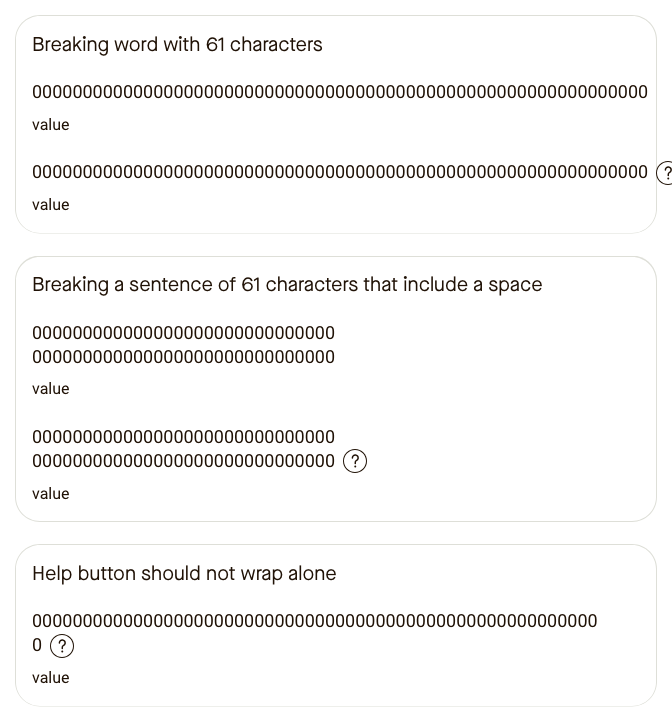 Breaking word with 61 characters
0000000000000000000000000000000000000000000000000000000000000
value
0000000000000000000000000000000000000000000000000000000000000 ?
value
Breaking a sentence of 61 characters that include a space
000000000000000000000000000000
000000000000000000000000000000
value
000000000000000000000000000000
000000000000000000000000000000 ?
value
Help button should not wrap alone
00000000000000000000000000000000000000000000000000000000
0 ?
value